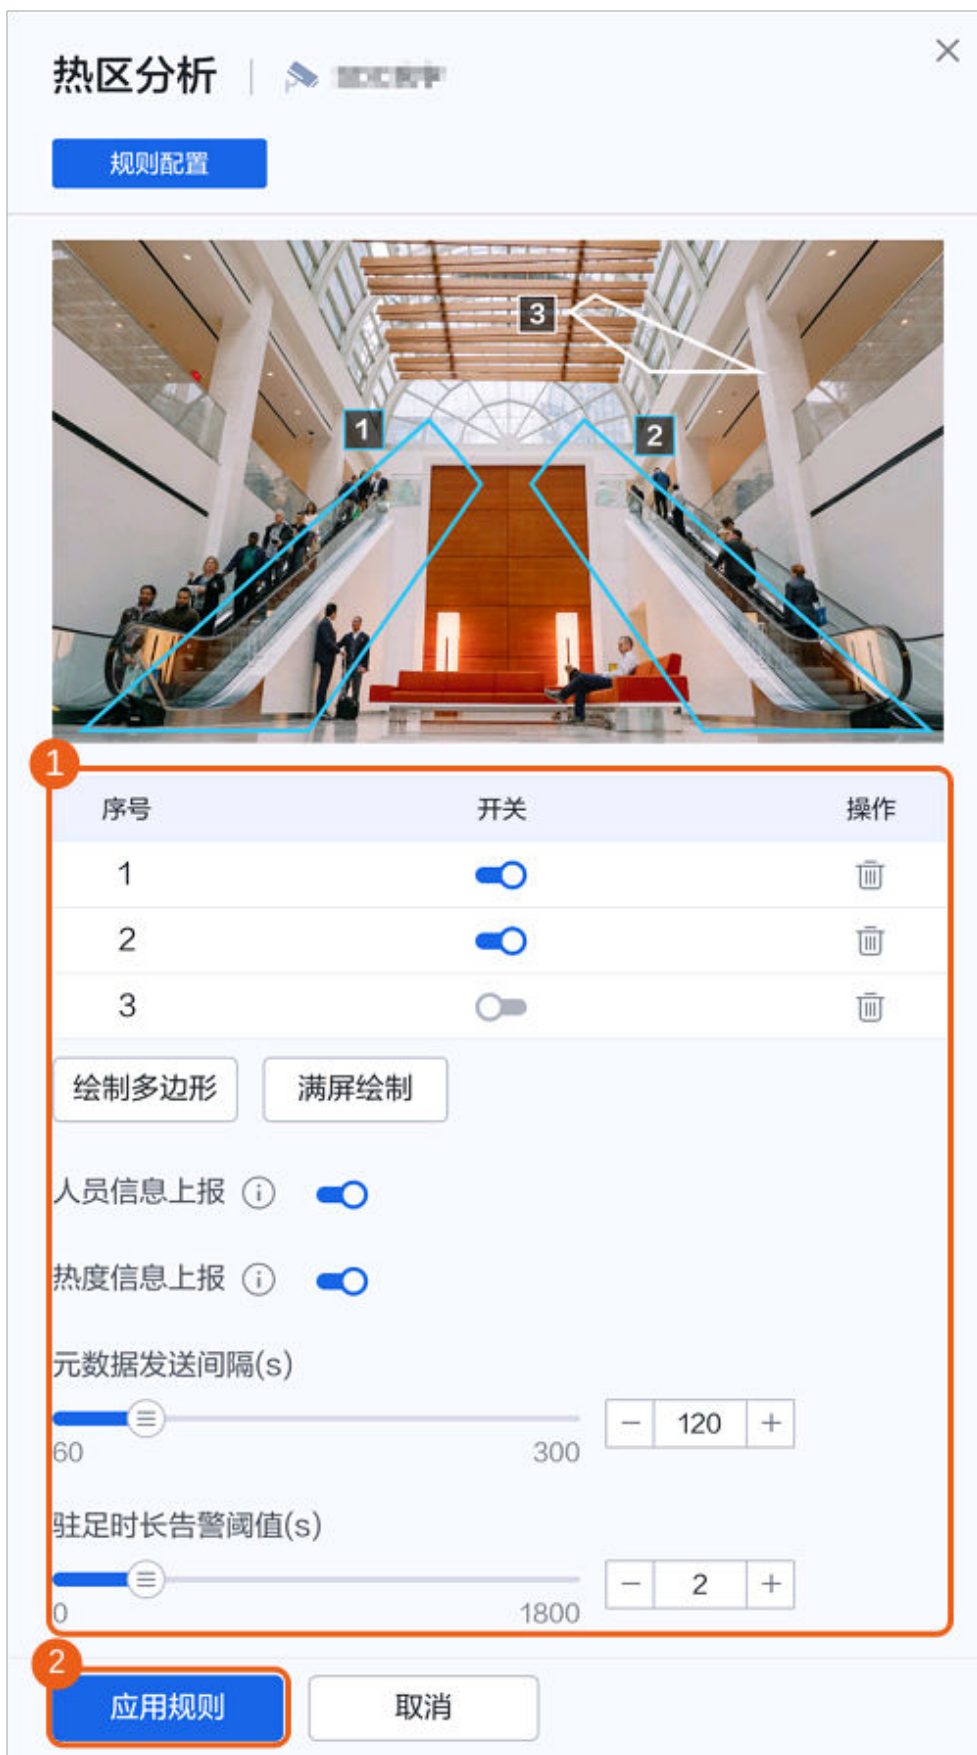 热区分析
规则配置
3
1
2
1
序号 开关 操作
1
2
3
绘制多边形 满屏绘制
人员信息上报
热度信息上报
元数据发送间隔(s)
120
60 300
驻足时长告警阈值(s)
2
0 1800
2
应用规则 取消